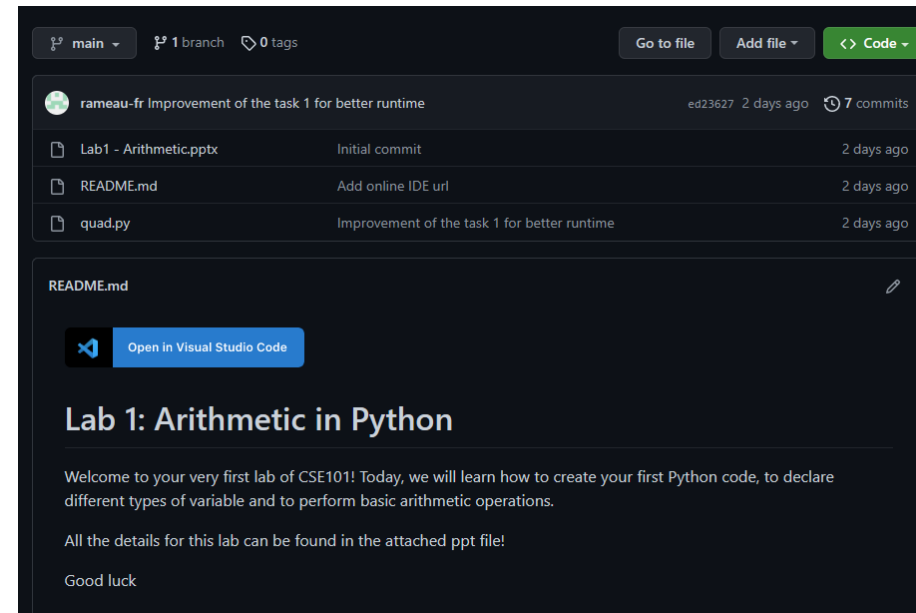 main 1 branch 0 tags Go to file Add file <> Code
rameau-fr Improvement of the task 1 for better runtime ed23627 2 days ago 7 commits
Lab1 - Arithmetic.pptx Initial commit 2 days ago
README.md Add online IDE url 2 days ago
quad.py Improvement of the task 1 for better runtime 2 days ago
README.md
Open in Visual Studio Code
Lab 1: Arithmetic in Python
Welcome to your very first lab of CSE101! Today, we will learn how to create your first Python code, to declare
different types of variable and to perform basic arithmetic operations.
All the details for this lab can be found in the attached ppt file!
Good luck